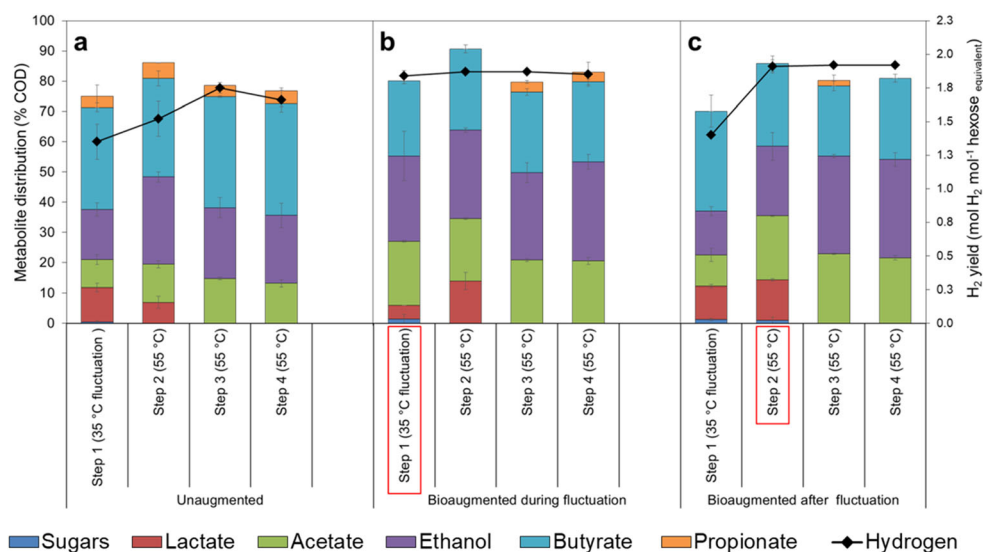 a
b
c
Metabolite distribution (% COD)
100
90
80
70
60
50
40
30
20
10
0
H2 yield (mol H2 mol-1 hexose equivalent)
2.3
2.0
1.8
1.5
1.3
1.0
0.8
0.5
0.3
0.0
Step 1 (35 °C fluctuation )
Step 2 (55 °C)
Step 3 (55 °C)
Step 4 (55 °C)
Step 1 (35 °C fluctuation)
Step 2 (55 °C)
Step 3 (55 °C)
Step 4 (55 °C)
Step 1 (35 °C fluctuation)
Step 2 (55 °C)
Step 3 (55 °C)
Step 4 (55 °C)
Unaugmented
Bioaugmented during fluctuation
Bioaugmented after fluctuation
Sugars Lactate Acetate Ethanol Butyrate Propionate Hydrogen